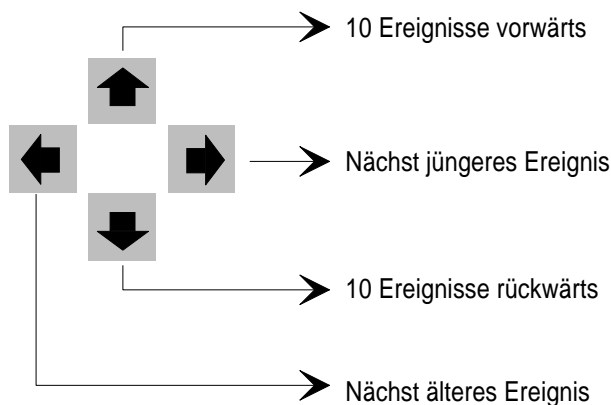 10 Ereignisse vorwärts
Nächst jüngeres Ereignis
10 Ereignisse rückwärts
Nächst älteres Ereignis